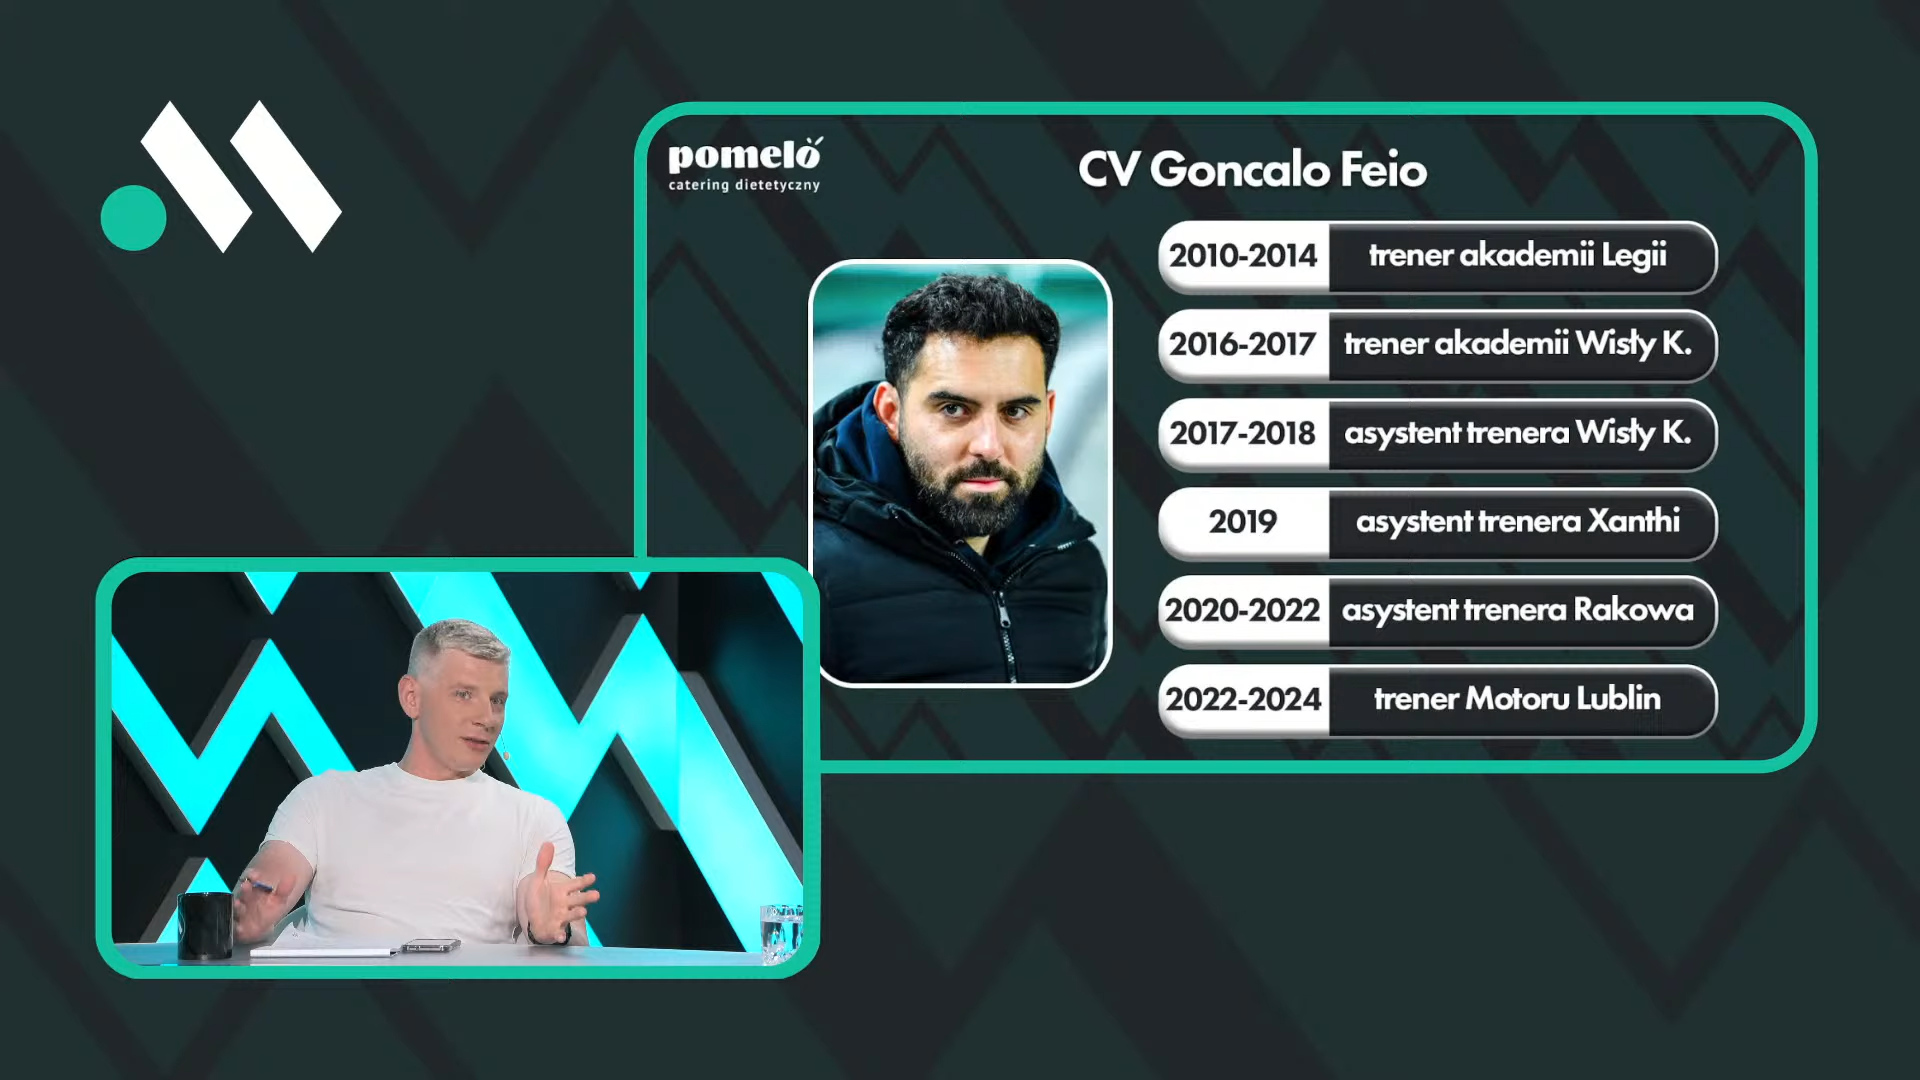 pomelo
catering dietetyczny
CV Goncalo Feio
2010-2014 trener akademii Legii
2016-2017 trener akademii Wisły K.
2017-2018 asystent trenera Wisły K.
2019 asystent trenera Xanthi
2020-2022 asystent trenera Rakowa
2022-2024 trener Motoru Lublin